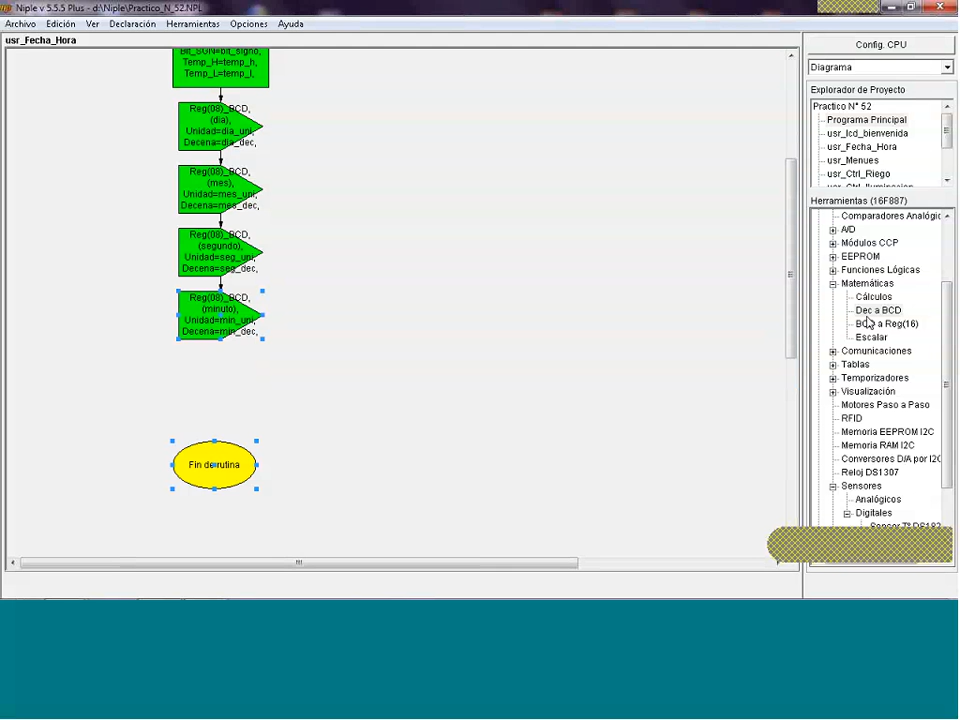 Niple v 5.5.5 Plus - d:\Niple\Practico_N_52.NPL
Archivo Edición Ver Declaración Herramientas Opciones Ayuda
usr_Fecha_Hora
Bit_SGN=bit_signo,
Temp_H=temp_h,
Temp_L=temp_l,
Reg(08)_BCD,
(dia),
Unidad=dia_uni,
Decena=dia_dec,
Reg(08)_BCD,
(mes),
Unidad=mes_uni,
Decena=mes_dec,
Reg(08)_BCD,
(segundo),
Unidad=seg_uni,
Decena=seg_dec,
Reg(08)_BCD,
(minuto),
Unidad=min_uni,
Decena=min_dec,
Fin de rutina
Config. CPU
Diagrama
Explorador de Proyecto
Practico N° 52
Programa Principal
usr_lcd_bienvenida
usr_Fecha_Hora
usr_Menues
usr_Ctrl_Riego
usr_Ctrl_Iluminacion
Herramientas (16F887)
Comparadores Analógic
A/D
Módulos CCP
EEPROM
Funciones Lógicas
Matemáticas
Cálculos
Dec a BCD
BCD a Reg(16)
Escalar
Comunicaciones
Tablas
Temporizadores
Visualización
Motores Paso a Paso
RFID
Memoria EEPROM I2C
Memoria RAM I2C
Conversores D/A por I2C
Reloj DS1307
Sensores
Analógicos
Digitales
Sensor Tº DS182